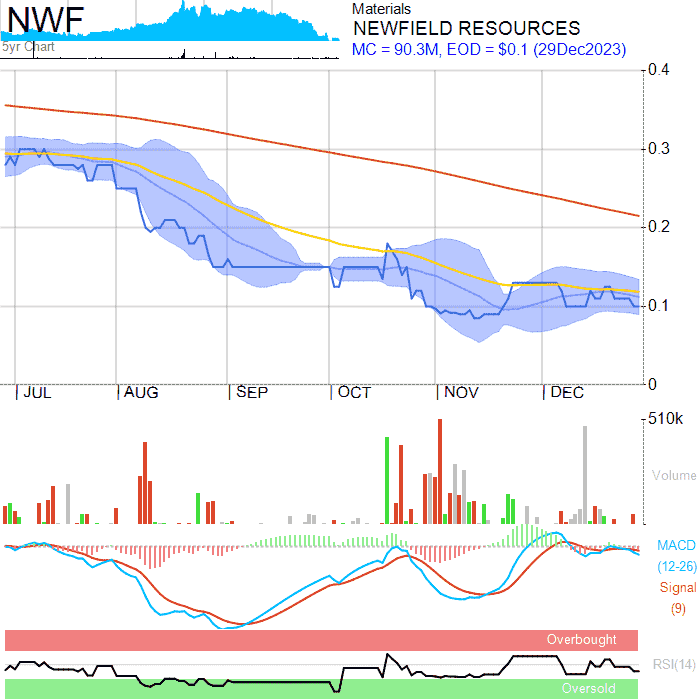 NWF
5yr Chart
Materials
NEWFIELD RESOURCES
MC = 90.3M, EOD = $0.1 (29Dec2023)
0.4
0.3
0.2
0.1
0
JUL AUG SEP OCT NOV DEC
510k
Volume
MACD
(12-26)
Signal
(9)
Overbought
RSI(14)
Oversold